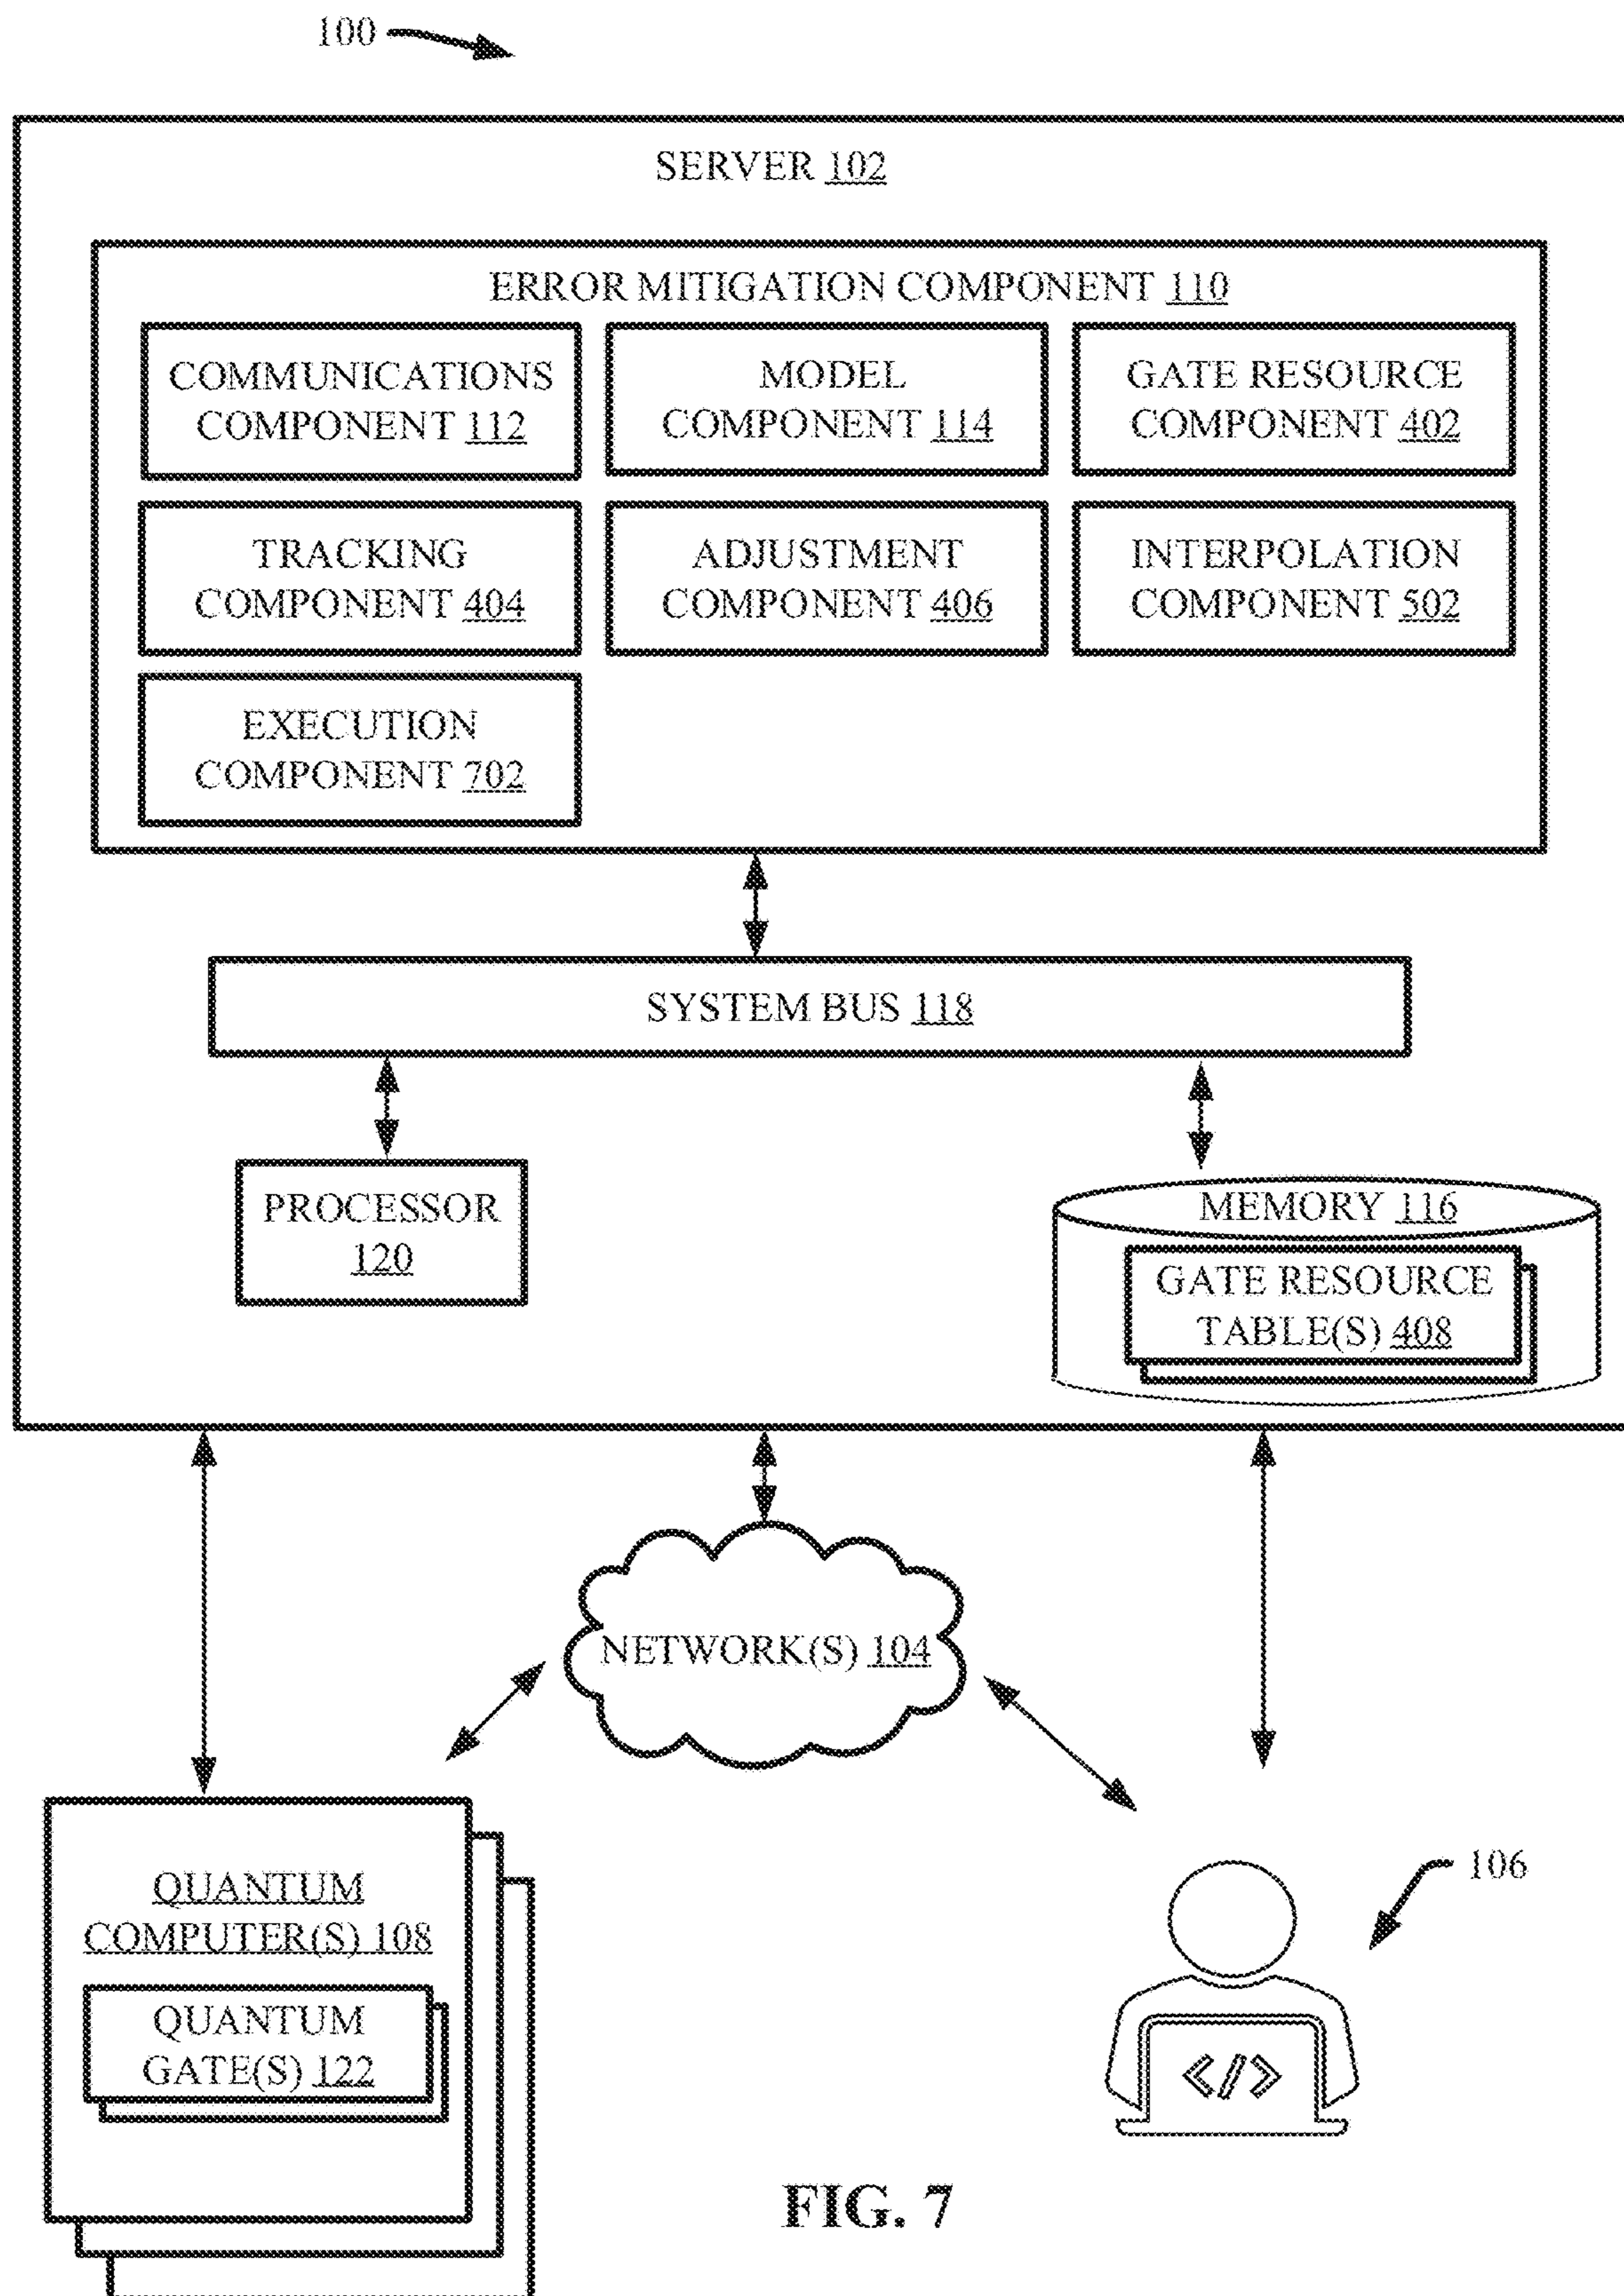 100
SERVER 102
ERROR MITIGATION COMPONENT 110
COMMUNICATIONS
COMPONENT 112
MODEL
COMPONENT 114
GATE RESOURCE
COMPONENT 402
TRACKING
COMPONENT 404
ADJUSTMENT
COMPONENT 406
INTERPOLATION
COMPONENT 502
EXECUTION
COMPONENT 702
SYSTEM BUS 118
PROCESSOR
120
MEMORY 116
GATE RESOURCE
TABLE(S) 408
NETWORK(S) 104
QUANTUM
COMPUTER(S) 108
QUANTUM
GATE(S) 122
106
</>
FIG. 7